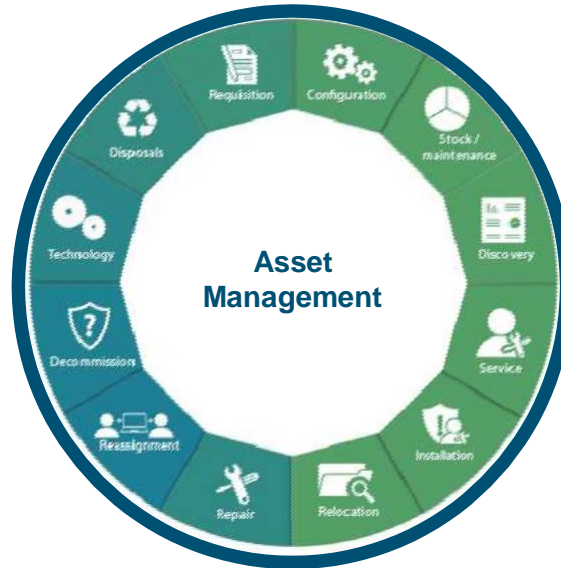 Requisition
Configuration
Stock /
maintenance
Discovery
Service
Installation
Relocation
Repair
Reassignment
Decommission
Technology
Disposals
Asset
Management